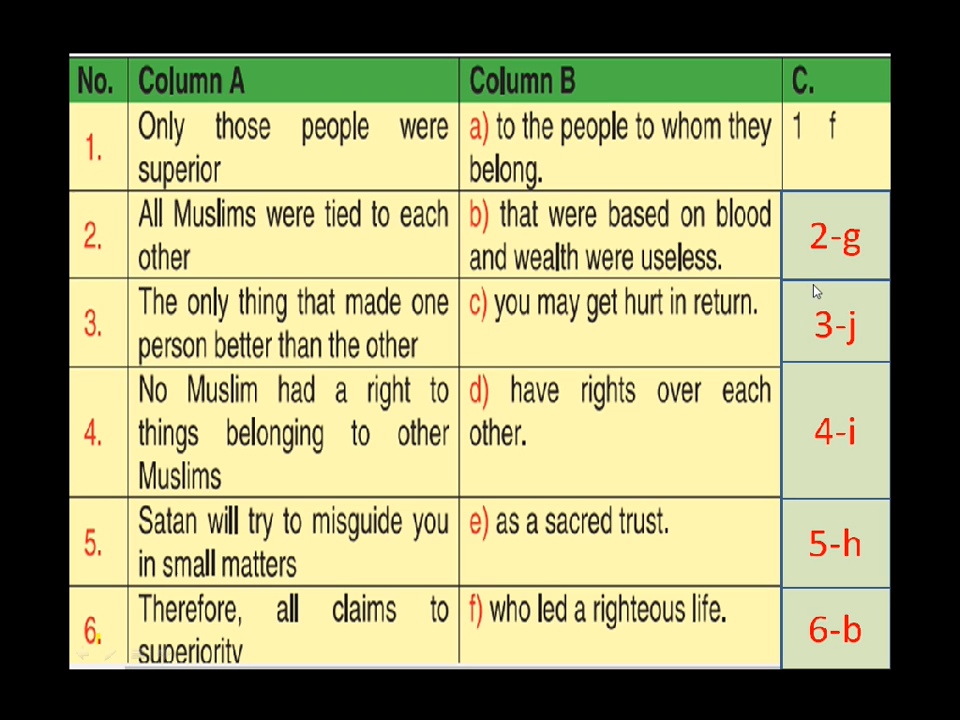 No. Column A Column B C.
1. Only those people were superior a) to the people to whom they belong. 1 f
2. All Muslims were tied to each other b) that were based on blood and wealth were useless. 2-g
3. The only thing that made one person better than the other c) you may get hurt in return. 3-j
4. No Muslim had a right to things belonging to other Muslims d) have rights over each other. 4-i
5. Satan will try to misguide you in small matters e) as a sacred trust. 5-h
6. Therefore, all claims to superiority f) who led a righteous life. 6-b